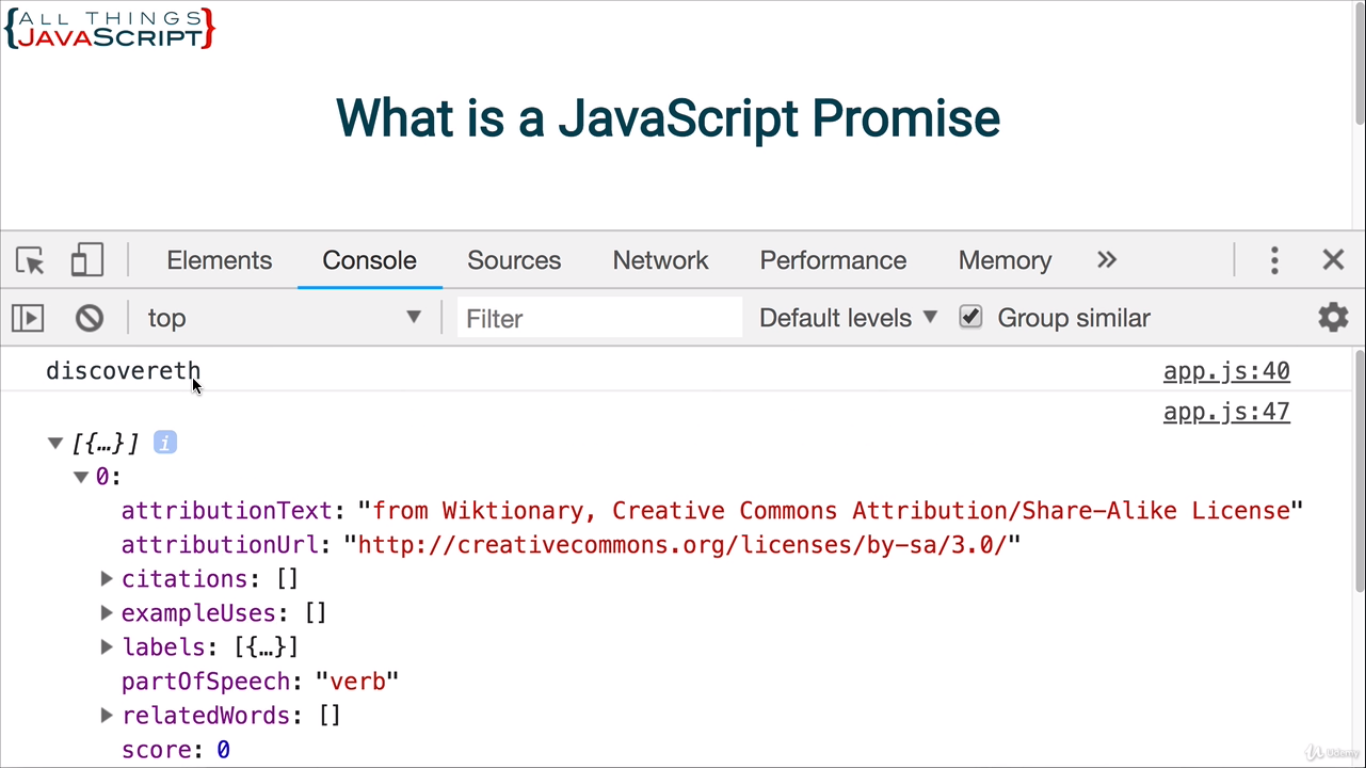 {ALL THINGS
JAVASCRIPT}
What is a JavaScript Promise
Elements Console Sources Network Performance Memory »
top Filter Default levels Group similar
discovereth app.js:40
app.js:47
[{…}] i
0:
attributionText: "from Wiktionary, Creative Commons Attribution/Share-Alike License"
attributionUrl: "http://creativecommons.org/licenses/by-sa/3.0/"
citations: []
exampleUses: []
labels: [{…}]
partOfSpeech: "verb"
relatedWords: []
score: 0
Udemy